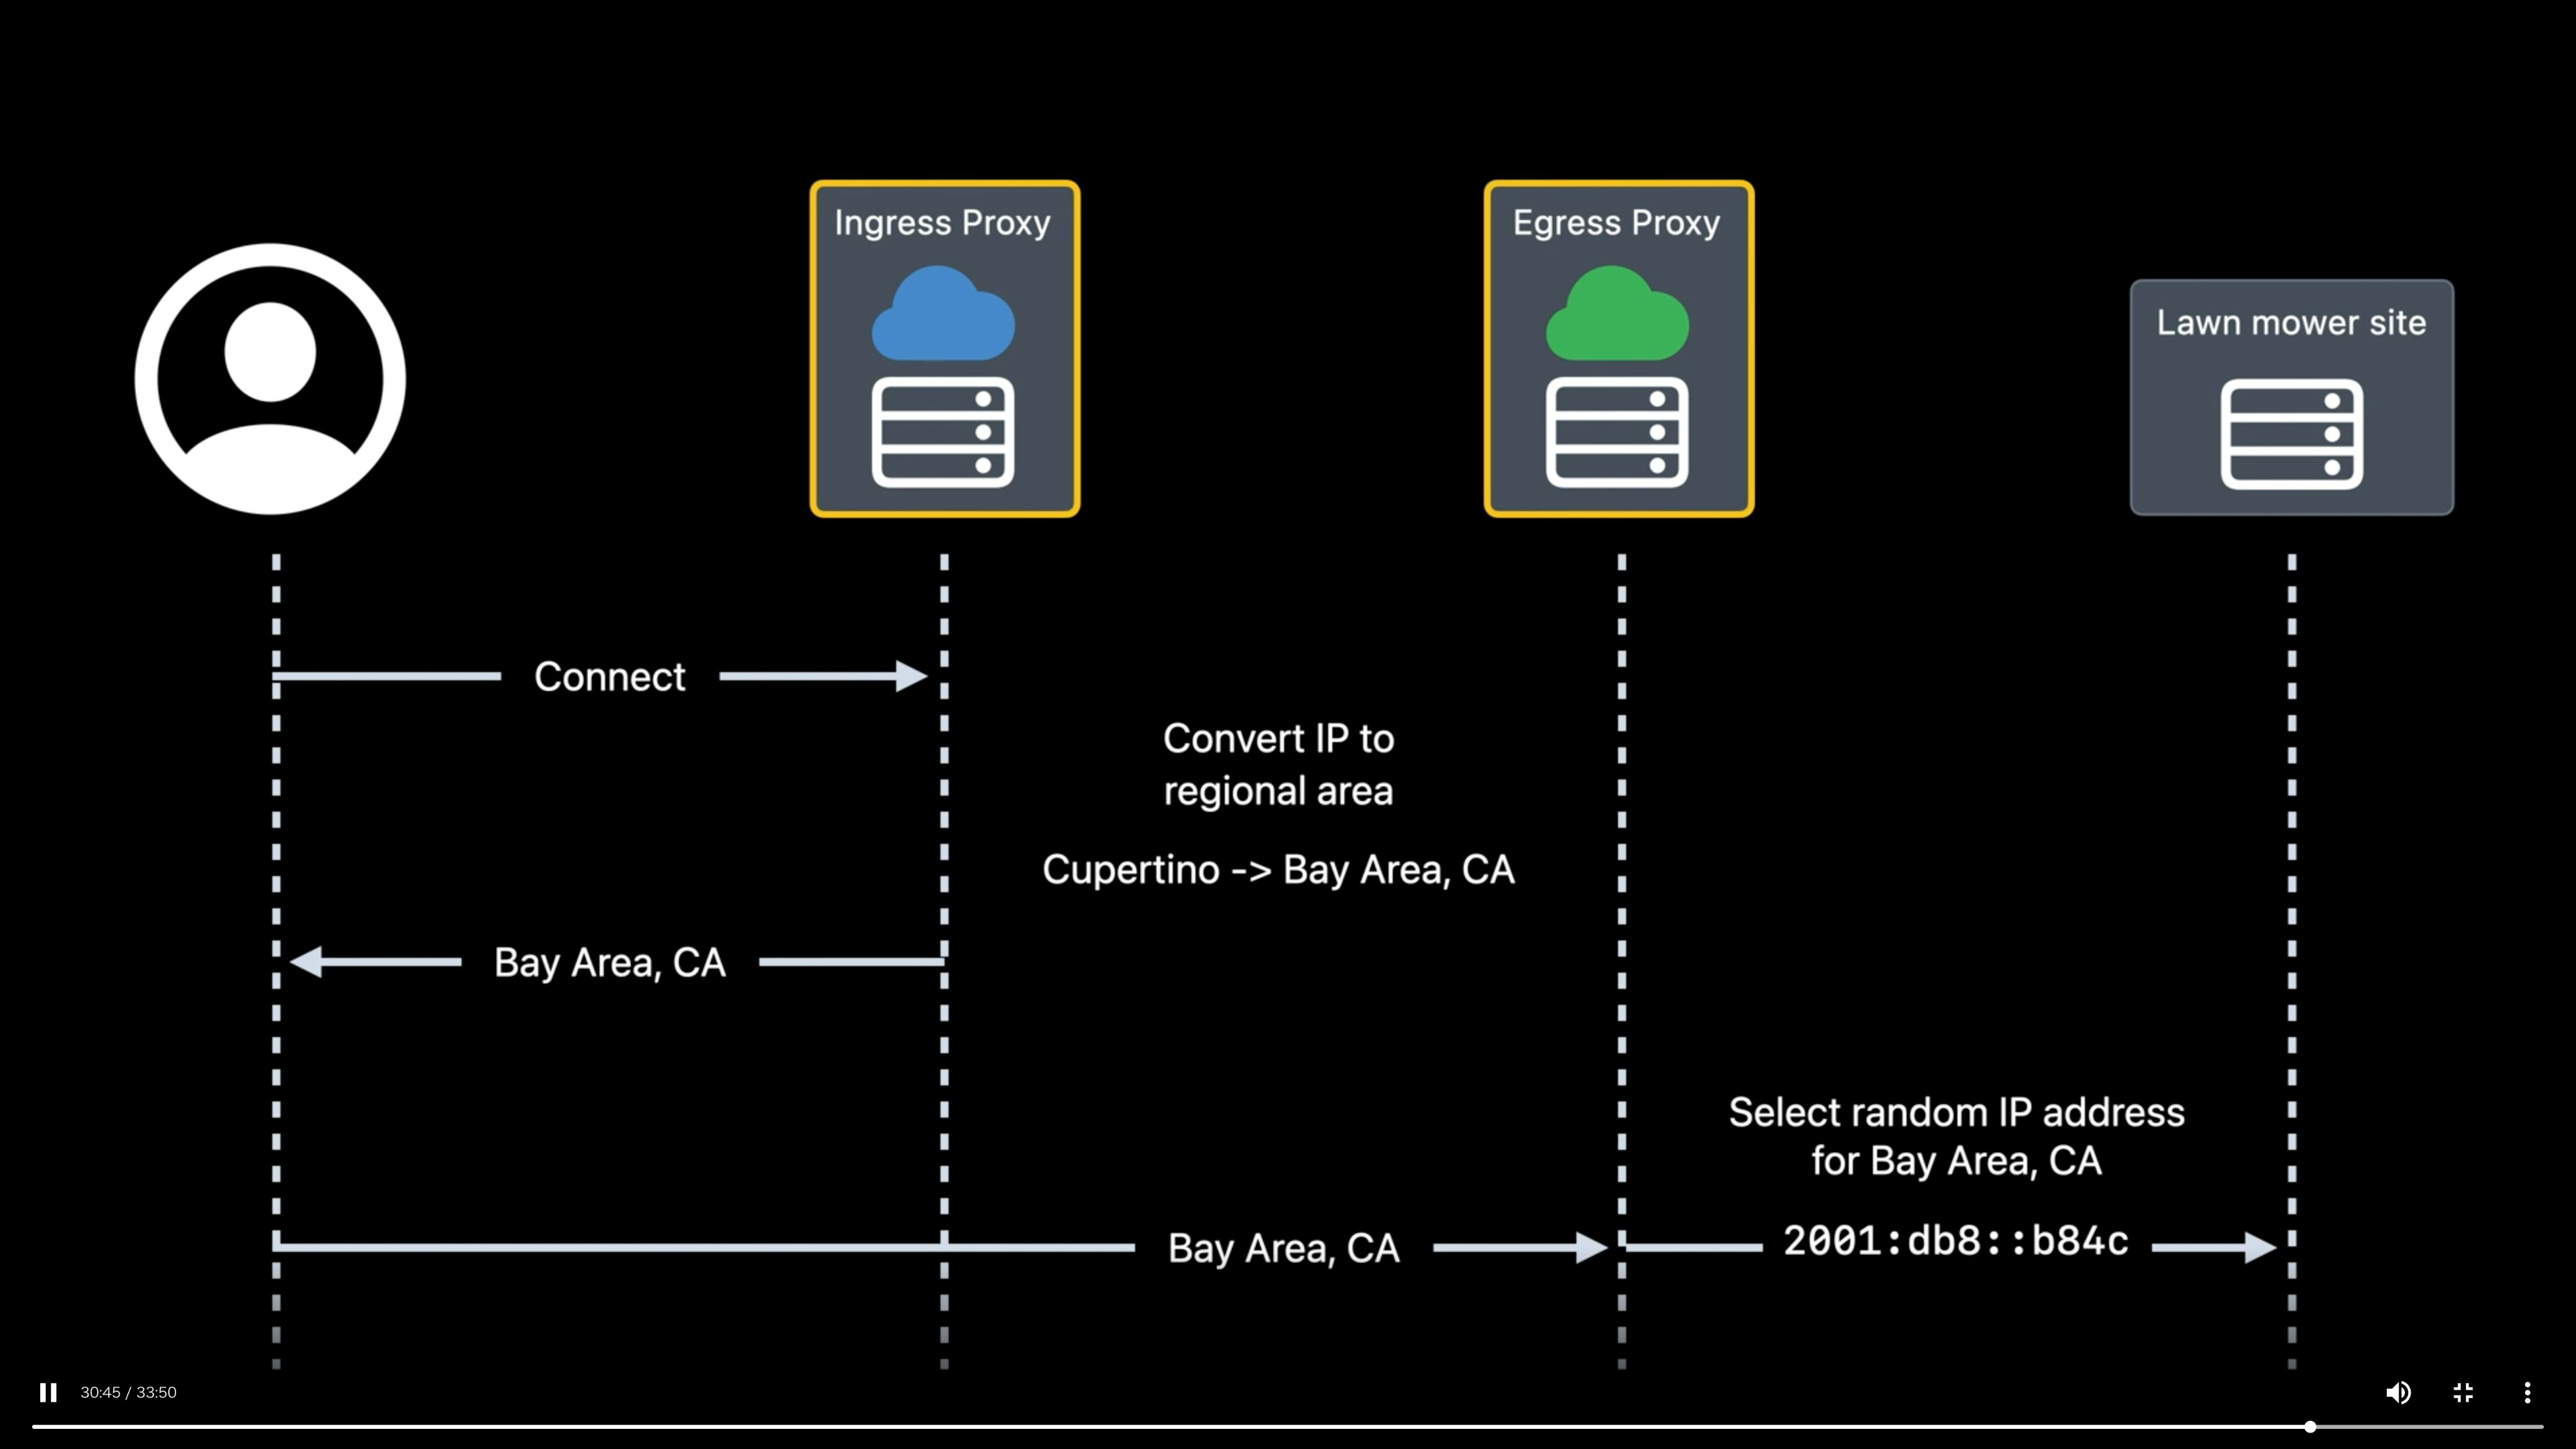 Ingress Proxy
Egress Proxy
Lawn mower site
Connect
Convert IP to
regional area
Cupertino -> Bay Area, CA
Bay Area, CA
Select random IP address
for Bay Area, CA
Bay Area, CA
2001:db8::b84c
30:45 / 33:50